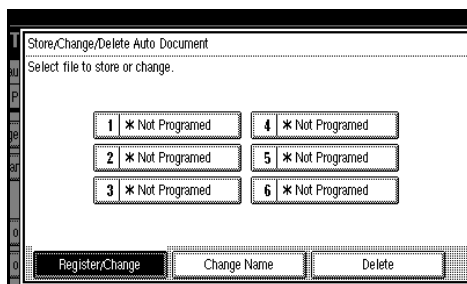 Store/Change/Delete Auto Document
Select file to store or change.
1 ✱ Not Programed 4 ✱ Not Programed
2 ✱ Not Programed 5 ✱ Not Programed
3 ✱ Not Programed 6 ✱ Not Programed
Register/Change Change Name Delete